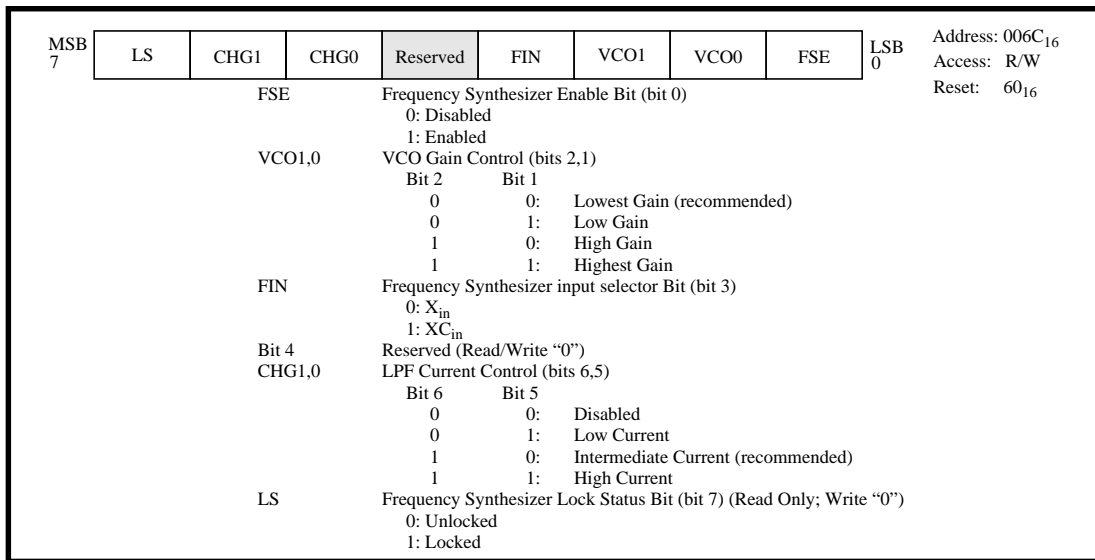 MSB 7 LS CHG1 CHG0 Reserved FIN VCO1 VCO0 FSE LSB 0
Address: 006C₁₆
Access: R/W
Reset: 60₁₆
FSE Frequency Synthesizer Enable Bit (bit 0)
0: Disabled
1: Enabled
VCO1,0 VCO Gain Control (bits 2,1)
Bit 2 Bit 1
0 0: Lowest Gain (recommended)
0 1: Low Gain
1 0: High Gain
1 1: Highest Gain
FIN Frequency Synthesizer input selector Bit (bit 3)
0: Xin
1: XCin
Bit 4 Reserved (Read/Write “0”)
CHG1,0 LPF Current Control (bits 6,5)
Bit 6 Bit 5
0 0: Disabled
0 1: Low Current
1 0: Intermediate Current (recommended)
1 1: High Current
LS Frequency Synthesizer Lock Status Bit (bit 7) (Read Only; Write “0”)
0: Unlocked
1: Locked